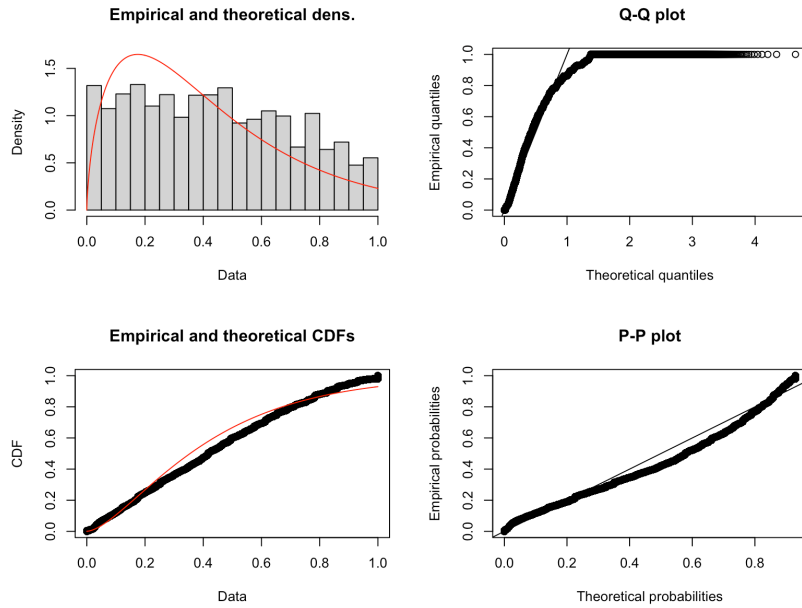 Empirical and theoretical dens.
Density
0.0 0.5 1.0 1.5
0.0 0.2 0.4 0.6 0.8 1.0
Data
Q-Q plot
Empirical quantiles
0.0 0.2 0.4 0.6 0.8 1.0
0 1 2 3 4
Theoretical quantiles
Empirical and theoretical CDFs
CDF
0.0 0.2 0.4 0.6 0.8 1.0
0.0 0.2 0.4 0.6 0.8 1.0
Data
P-P plot
Empirical probabilities
0.0 0.2 0.4 0.6 0.8 1.0
0.0 0.2 0.4 0.6 0.8
Theoretical probabilities